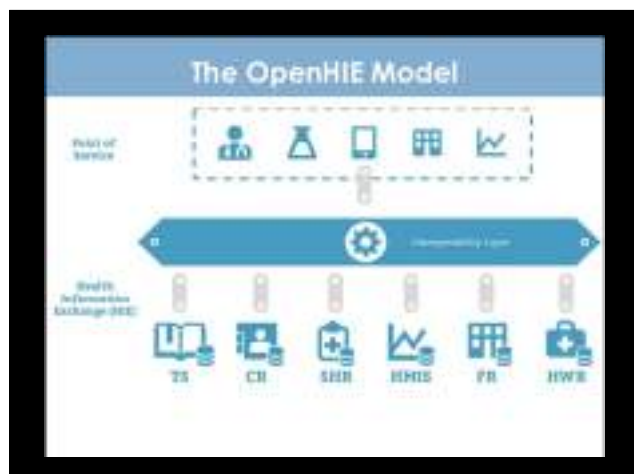 The OpenHIE Model
Point of
Service
Interoperability Layer
Health
Information
Exchange (HIE)
TS
CR
SHR
HMIS
FR
HWR